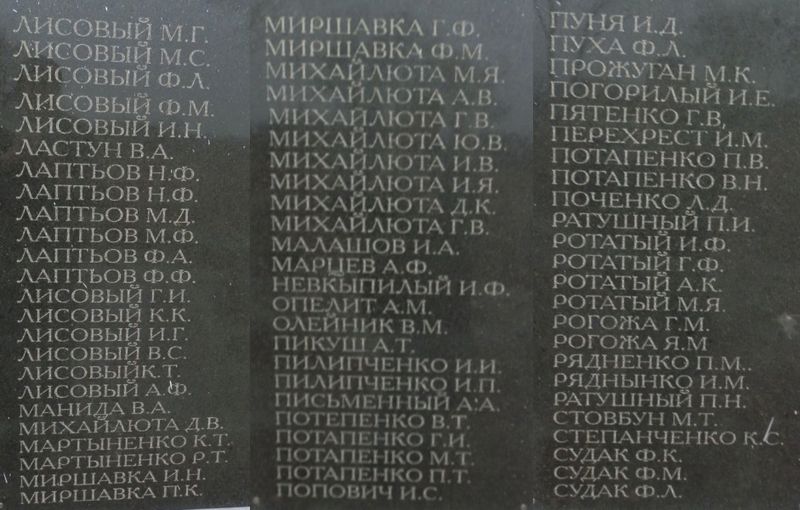 ЛИСОВЫЙ М.Г.
ЛИСОВЫЙ М.С.
ЛИСОВЫЙ Ф.Л.
ЛИСОВЫЙ Ф.М.
ЛИСОВЫЙ И.Н.
ЛАСТУН В.А.
ЛАПТЬОВ Н.Ф.
ЛАПТЬОВ Н.Ф.
ЛАПТЬОВ М.Д.
ЛАПТЬОВ М.Ф.
ЛАПТЬОВ Ф.А.
ЛАПТЬОВ Ф.Ф.
ЛИСОВЫЙ Г.И.
ЛИСОВЫЙ К.К.
ЛИСОВЫЙ И.Г.
ЛИСОВЫЙ В.С.
ЛИСОВЫЙ К.Т.
ЛИСОВЫЙ А.Ф.
МАНИДА В.А.
МИХАЙЛЮТА Д.В.
МАРТЫНЕНКО К.Т.
МАРТЫНЕНКО Р.Т.
МИРШАВКА И.Н.
МИРШАВКА П.К.
МИРШАВКА Г.Ф.
МИРШАВКА Ф.М.
МИХАЙЛЮТА М.Я.
МИХАЙЛЮТА А.В.
МИХАЙЛЮТА Г.В.
МИХАЙЛЮТА Ю.В.
МИХАЙЛЮТА И.В.
МИХАЙЛЮТА И.Я.
МИХАЙЛЮТА Д.К.
МИХАЙЛЮТА Г.В.
МАЛАШОВ И.А.
МАРЦЕВ А.Ф.
НЕВКЫПИЛЫЙ И.Ф.
ОПЕЛИТ А.М.
ОЛЕЙНИК В.М.
ПИКУШ А.Т.
ПИЛИПЧЕНКО И.И.
ПИЛИПЧЕНКО И.П.
ПИСЬМЕННЫЙ А.А.
ПОТЕПЕНКО В.Т.
ПОТАПЕНКО Г.И.
ПОТАПЕНКО М.Т.
ПОТАПЕНКО П.Т.
ПОПОВИЧ И.С.
ПУНЯ И.Д.
ПУХА Ф.Л.
ПРОЖУГАН М.К.
ПОГОРИЛЫЙ И.Е.
ПЯТЕНКО Г.В,
ПЕРЕХРЕСТ И.М.
ПОТАПЕНКО П.В.
ПОТАПЕНКО В.Н.
ПОЧЕНКО Л.Д.
РАТУШНЫЙ П.И.
РОТАТЫЙ И.Ф.
РОТАТЫЙ Г.Ф.
РОТАТЫЙ А.К.
РОТАТЫЙ М.Я.
РОГОЖА Г.М.
РОГОЖА Я.М
РЯДНЕНКО П.М..
РЯДНЫНКО И.М.
РАТУШНЫЙ П.Н.
СТОВБУН М.Т.
СТЕПАНЧЕНКО К.С.
СУДАК Ф.К.
СУДАК Ф.М.
СУДАК Ф.Л.